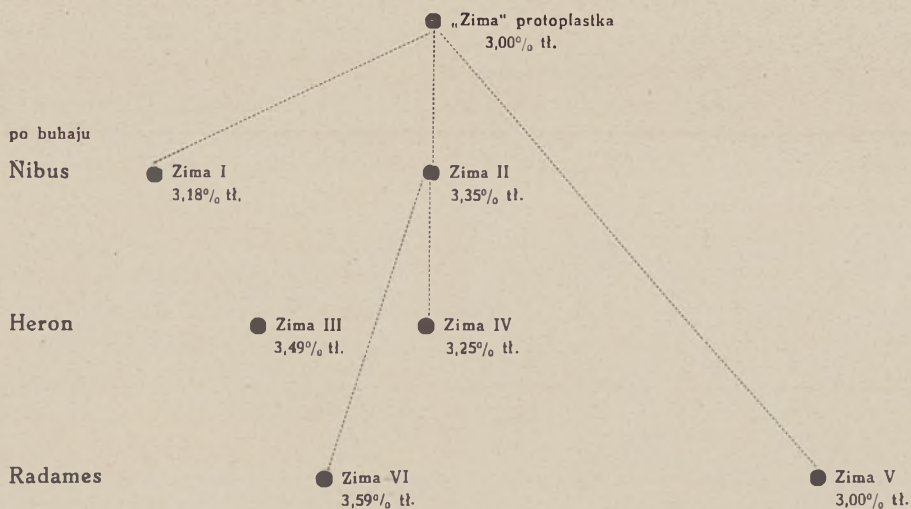 „Zima" protoplastka
3,00% tł.
po buhaju
Nibus
Zima I
3,18% tł.
Zima II
3,35% tł.
Heron
Zima III
3,49% tł.
Zima IV
3,25% tł.
Radames
Zima VI
3,59% tł.
Zima V
3,00% tł.